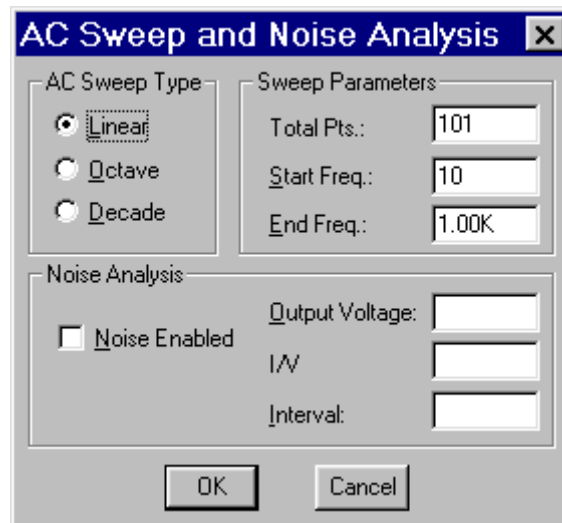 AC Sweep and Noise Analysis
AC Sweep Type
Linear
Octave
Decade
Sweep Parameters
Total Pts.: 101
Start Freq.: 10
End Freq.: 1.00K
Noise Analysis
Noise Enabled
Output Voltage:
I/V
Interval:
OK Cancel